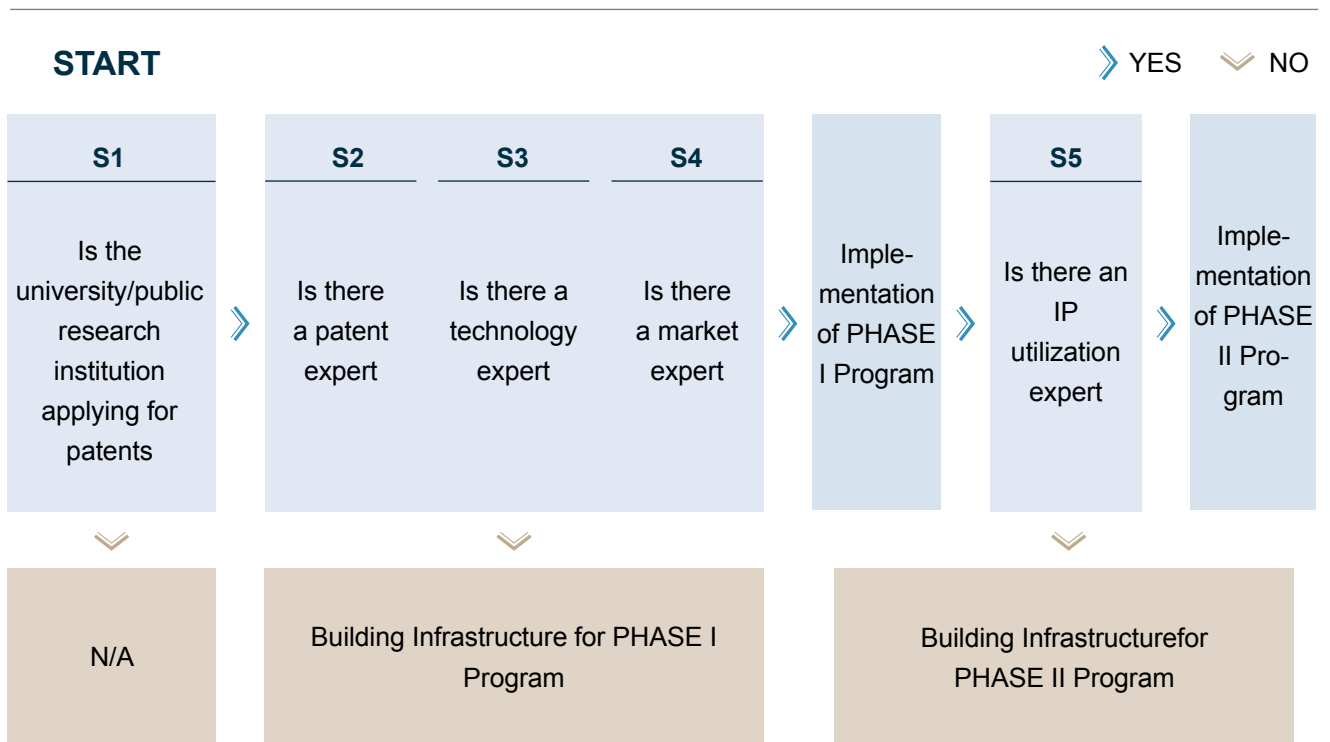 START
YES
NO
S1
Is the
university/public
research
institution
applying for
patents
S2
Is there
a patent
expert
S3
Is there a
technology
expert
S4
Is there
a market
expert
Imple-
mentation
of PHASE
I Program
S5
Is there an
IP
utilization
expert
Imple-
mentation
of PHASE
II Pro-
gram
N/A
Building Infrastructure for PHASE I
Program
Building Infrastructurefor
PHASE II Program